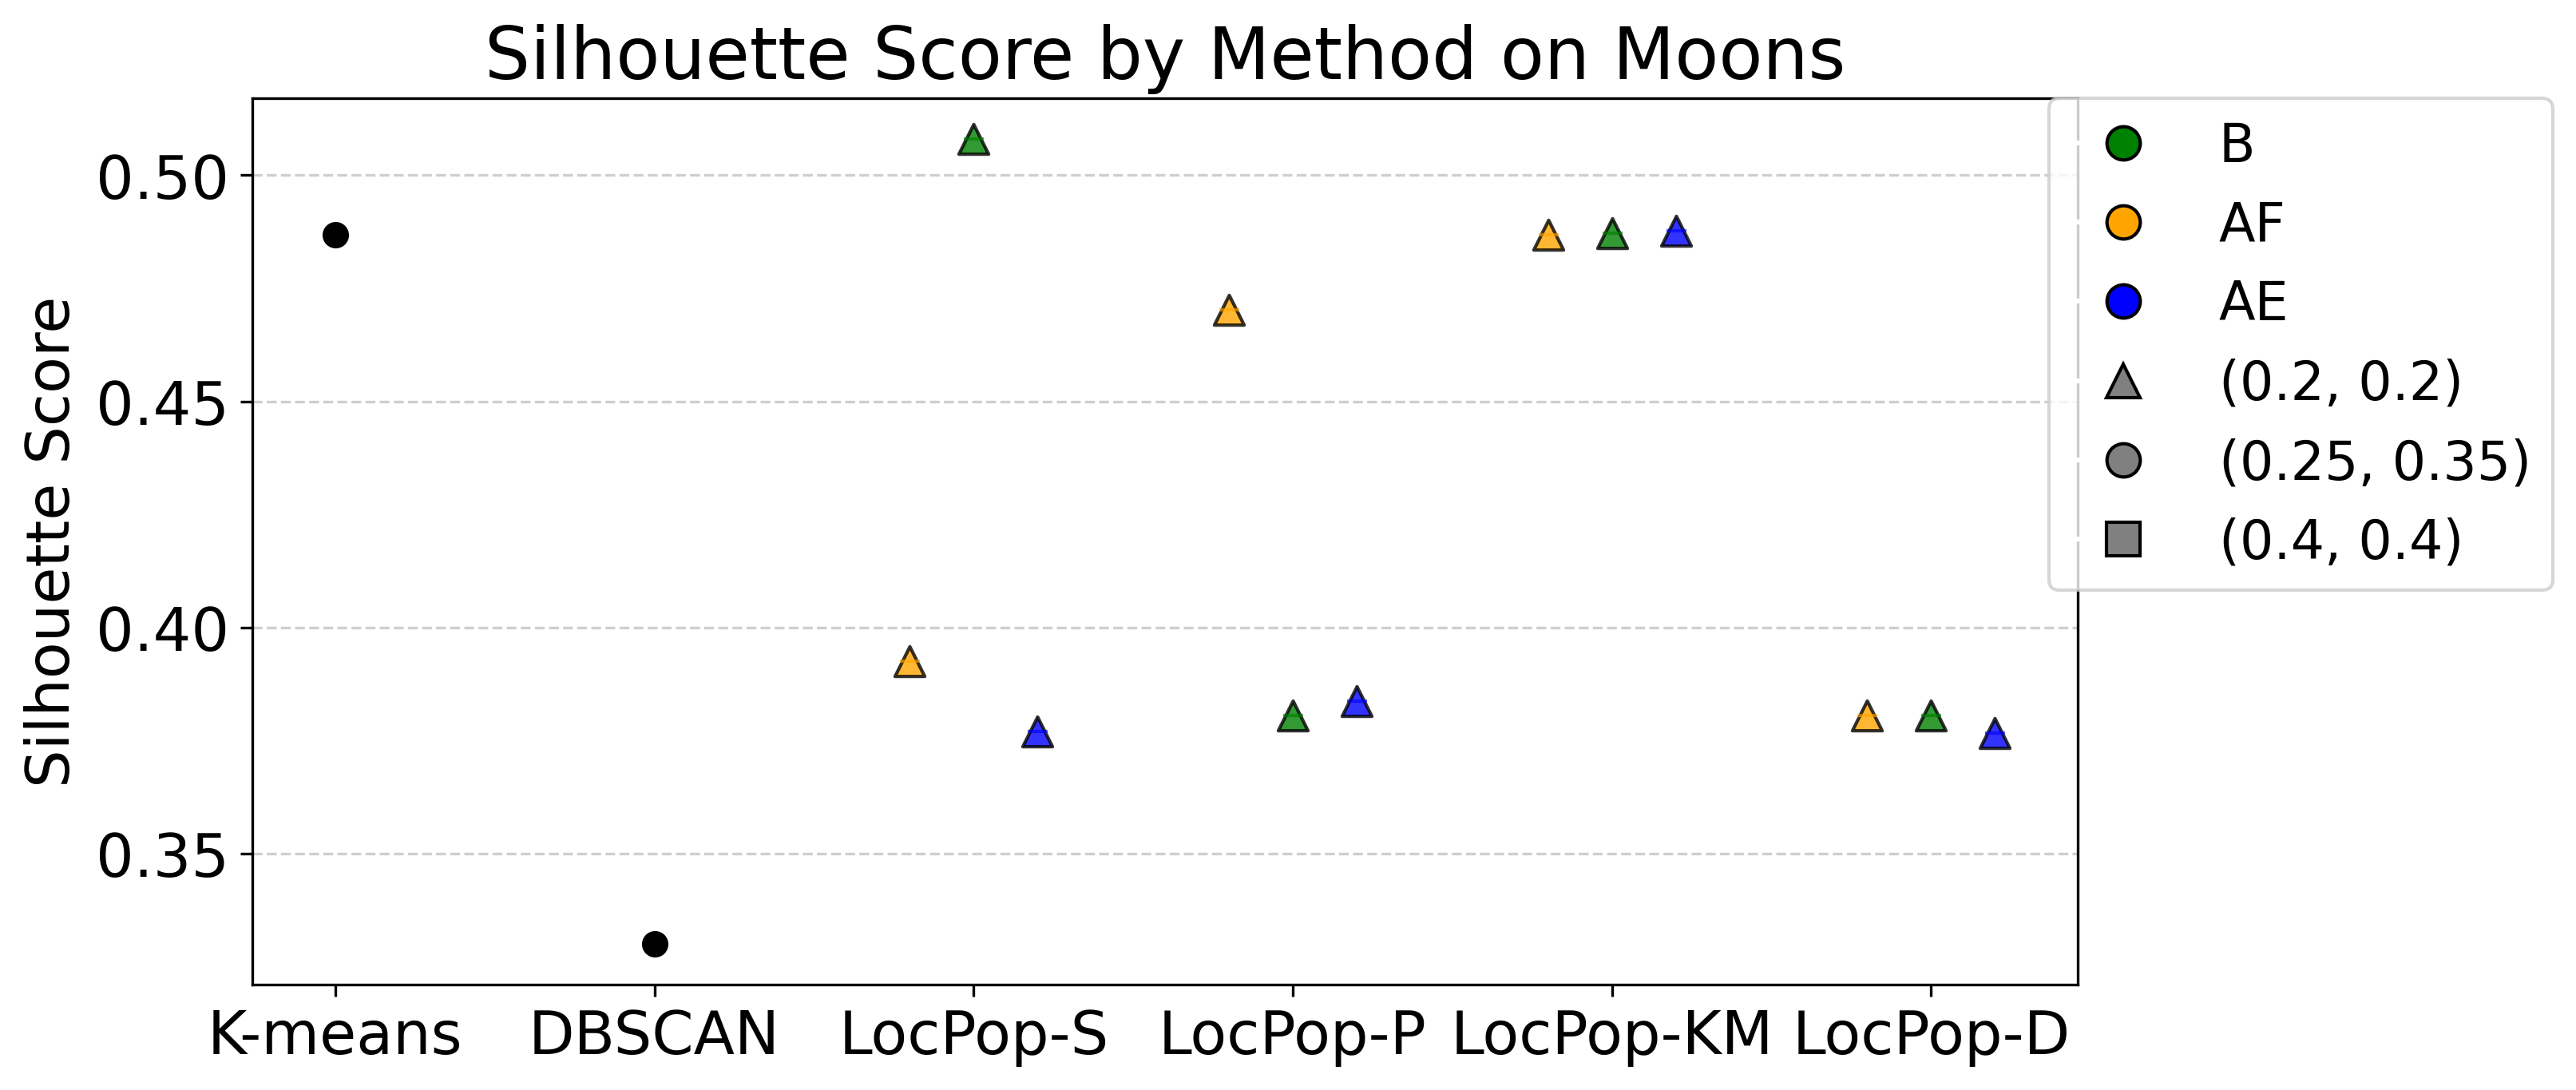 Silhouette Score by Method on Moons
Silhouette Score
0.50
0.45
0.40
0.35
K-means
DBSCAN
LocPop-S
LocPop-P
LocPop-KM
LocPop-D
B
AF
AE
(0.2, 0.2)
(0.25, 0.35)
(0.4, 0.4)